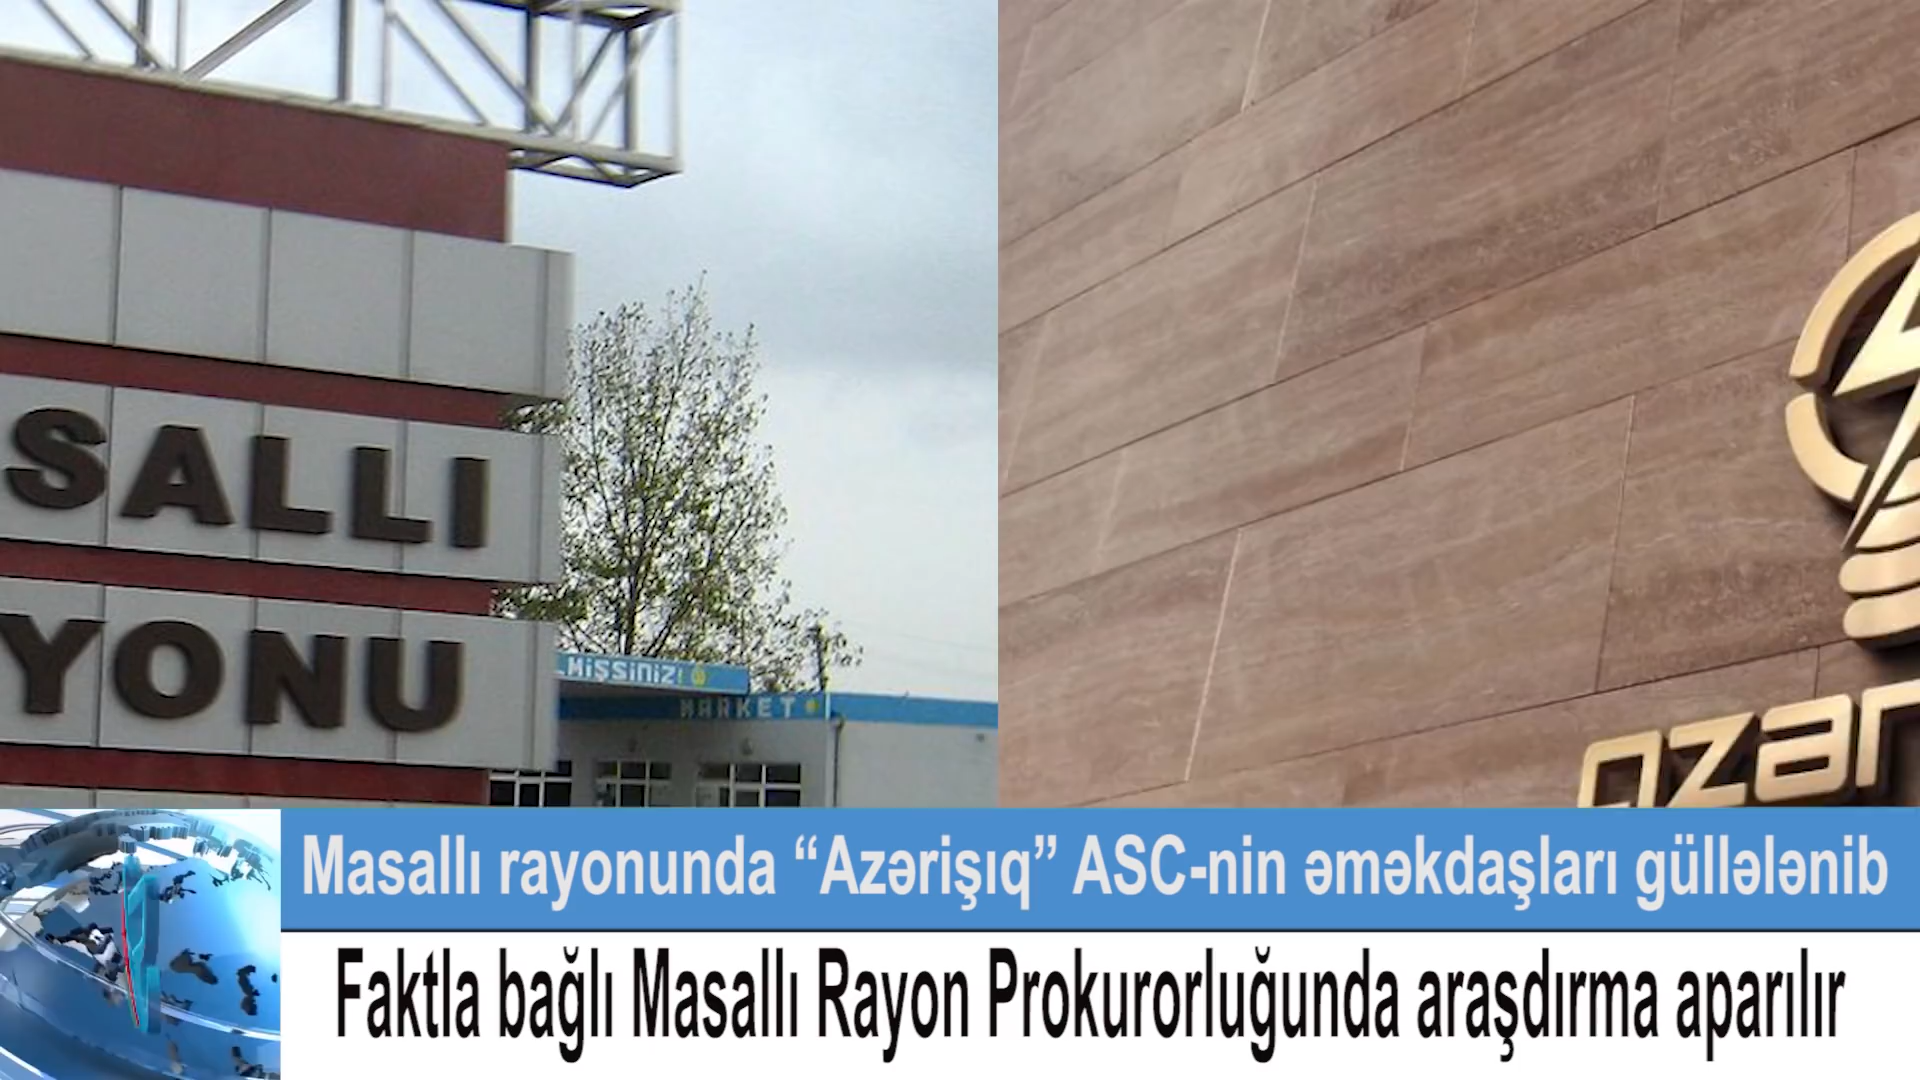 SALLI
YONU
MİŞSİNİZ!
MARKET
azər
Masallı rayonunda “Azərişıq” ASC-nin əməkdaşları güllələnib
Faktla bağlı Masallı Rayon Prokurorluğunda araşdırma aparılır